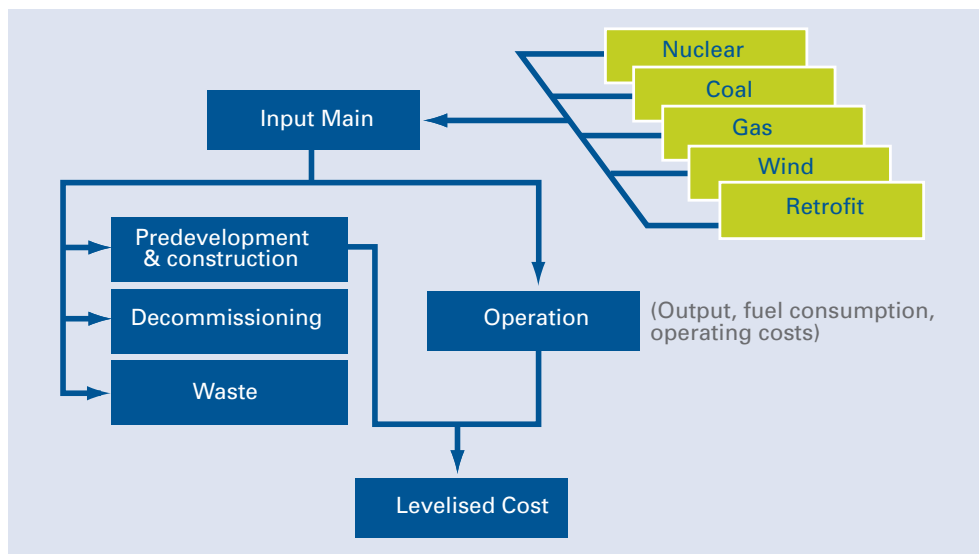 Nuclear
Coal
Gas
Wind
Retrofit
Input Main
Predevelopment
& construction
Decommissioning
Waste
Operation
(Output, fuel consumption,
operating costs)
Levelised Cost